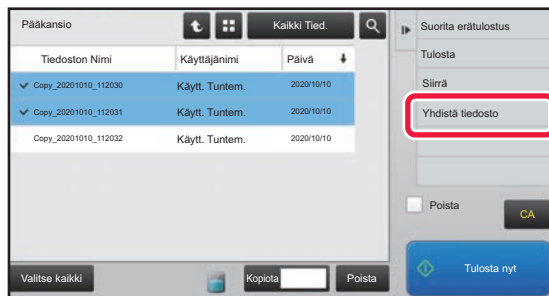 Pääkansio
Kaikki Tied.
Tiedoston Nimi Käyttäjänimi Päivä
Copy_20201010_112030 Käytt. Tuntem. 2020/10/10
Copy_20201010_112031 Käytt. Tuntem. 2020/10/10
Copy_20201010_112032 Käytt. Tuntem. 2020/10/10
Valitse kaikki
Kopiota
Poista
Suorita erätulostus
Tulosta
Siirrä
Yhdistä tiedosto
Poista
CA
Tulosta nyt